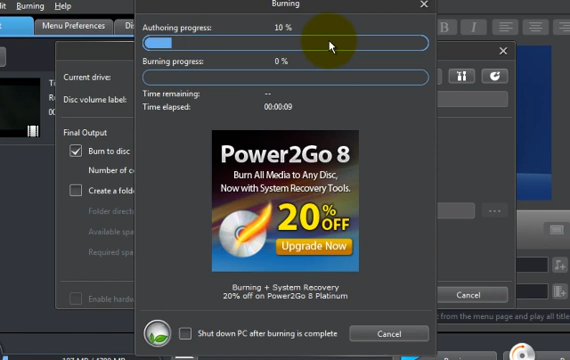 Burning
Burning Help
Menu Preferences
B I
Authoring progress: 10 %
Burning progress: 0 %
Time remaining: --
Time elapsed: 00:00:09
Current drive:
Disc volume label:
Final Output
Burn to disc
Create a
Enable
Power2Go 8
Burn All Media to Any Disc,
Now with System Recovery Tools.
20% OFF
Upgrade Now
Burning + System Recovery
20% off on Power2Go 8 Platinum
Shut down PC after burning is complete
Cancel
Cancel
from the menu page and play all title